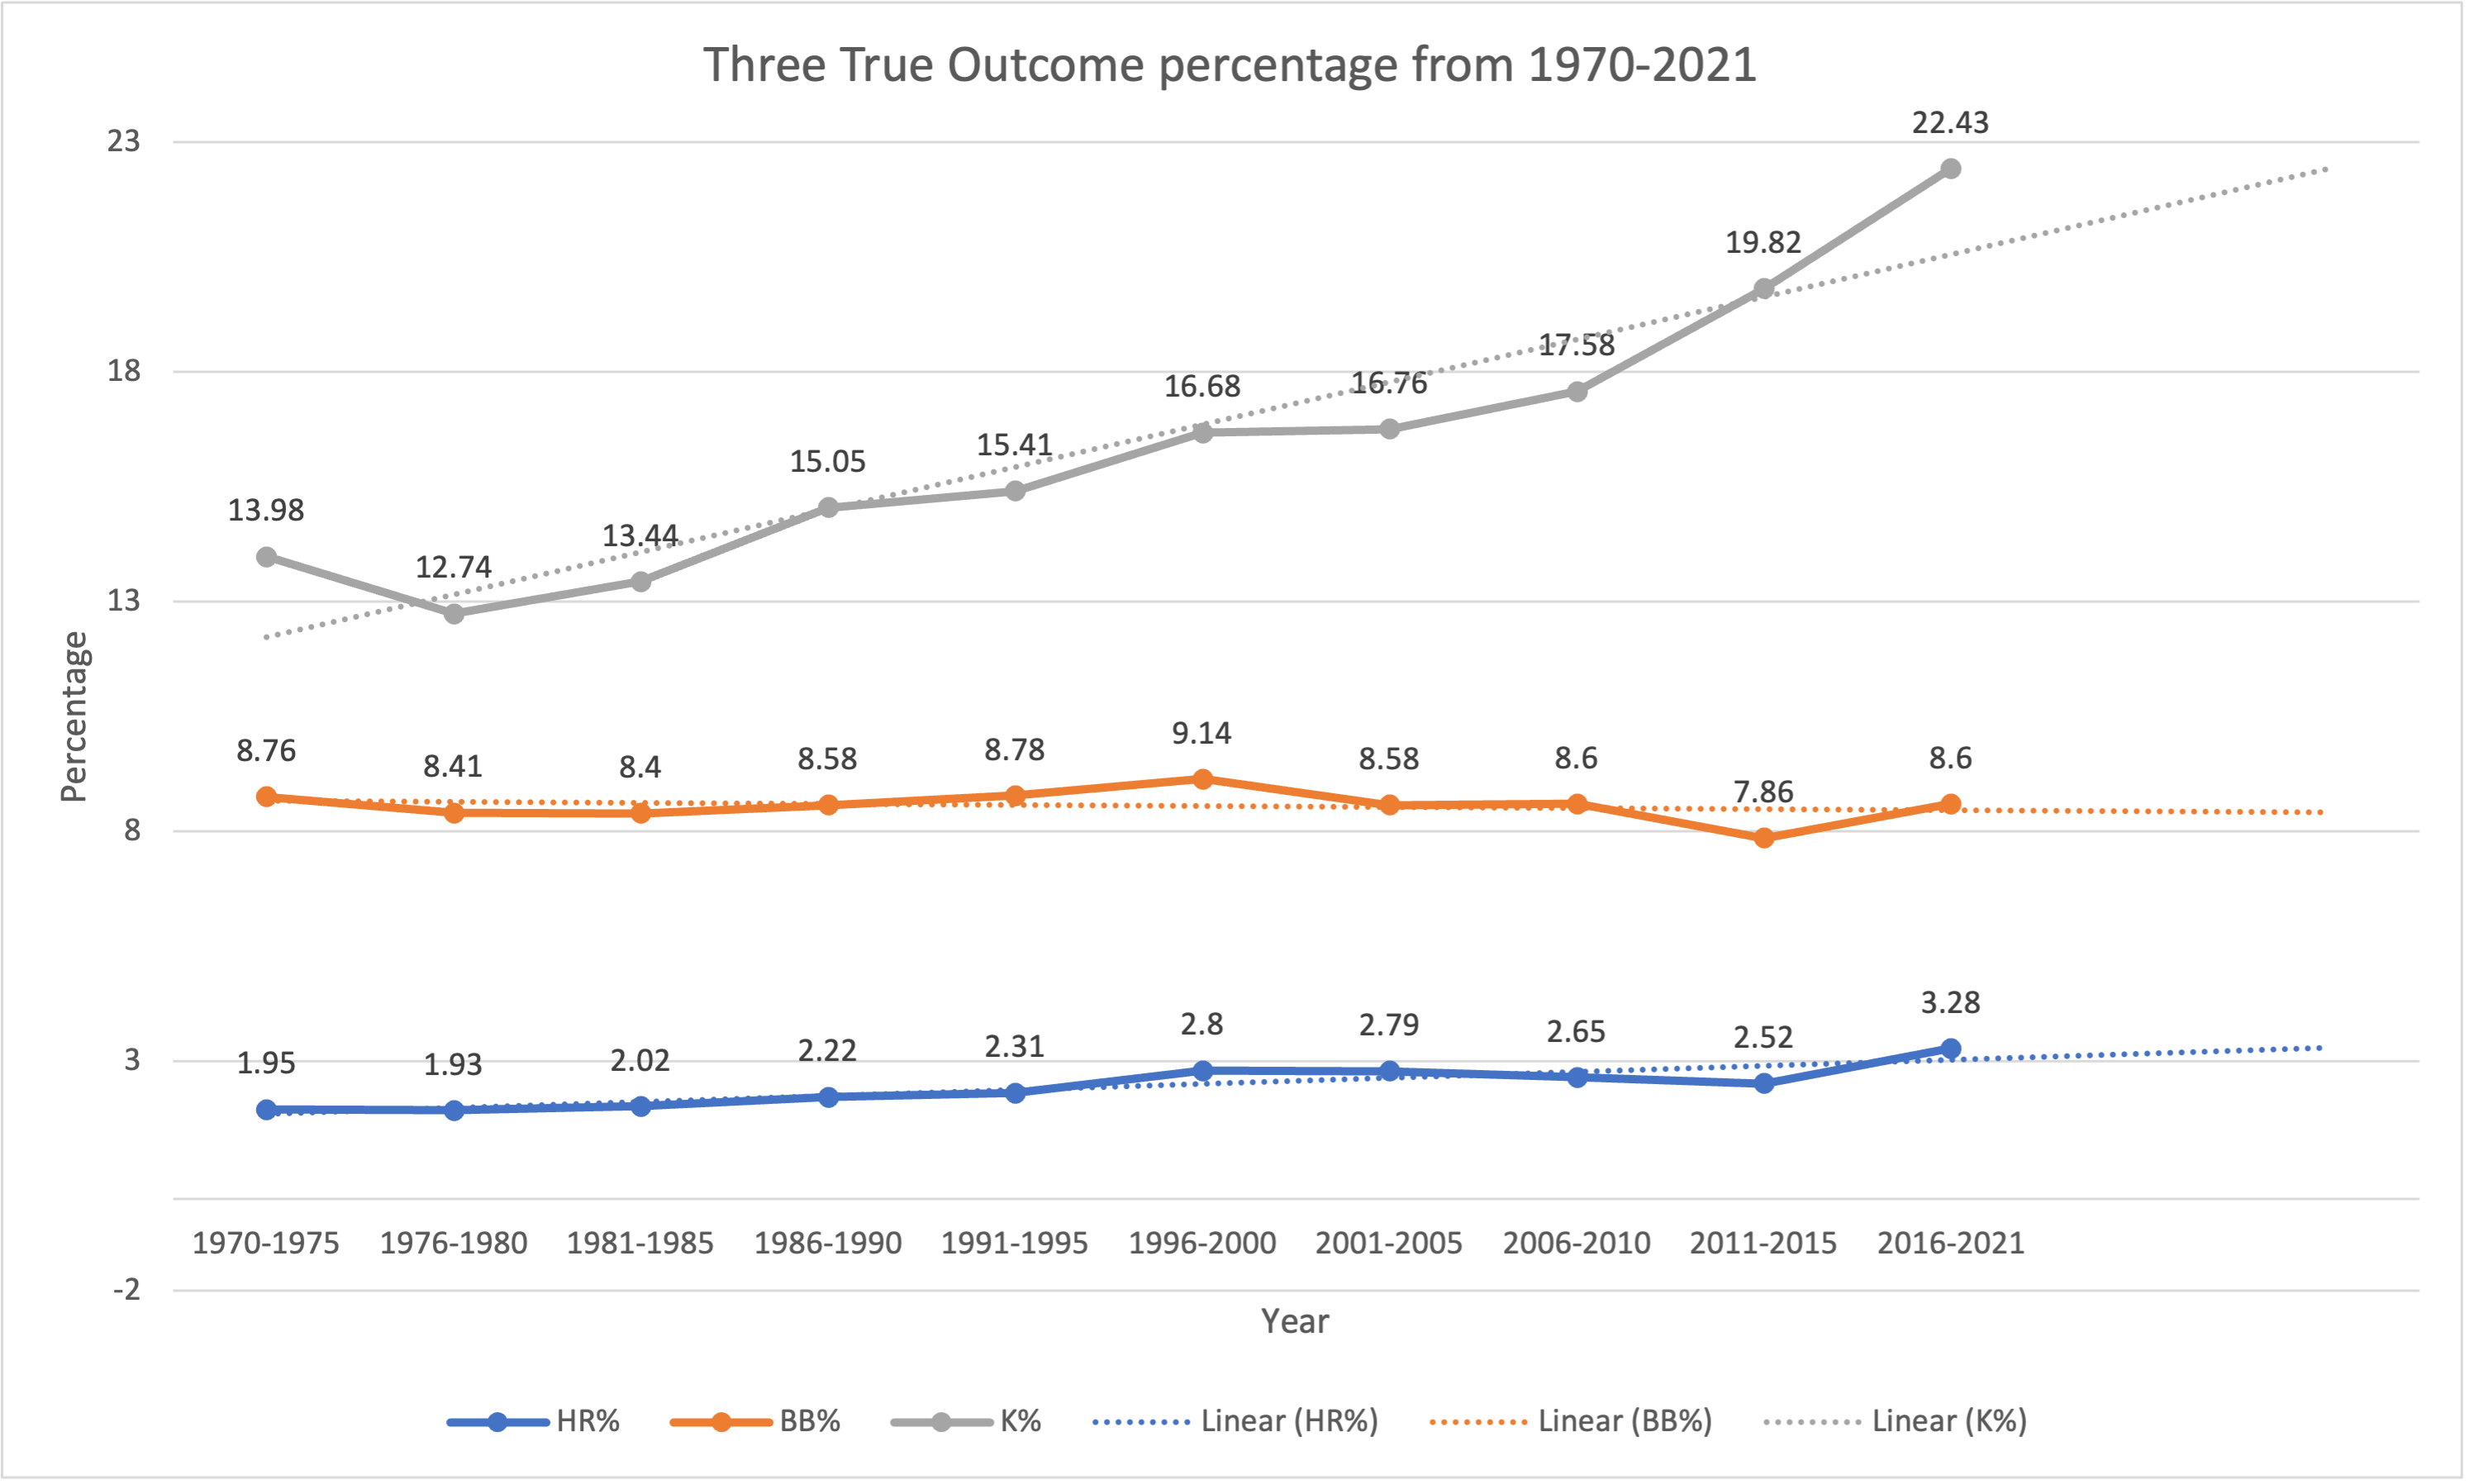 Three True Outcome percentage from 1970-2021
23
18
13
8
3
-2
Percentage
13.98 12.74 13.44 15.05 15.41 16.68 16.76 17.58 19.82 22.43
8.76 8.41 8.4 8.58 8.78 9.14 8.58 8.6 7.86 8.6
1.95 1.93 2.02 2.22 2.31 2.8 2.79 2.65 2.52 3.28
1970-1975 1976-1980 1981-1985 1986-1990 1991-1995 1996-2000 2001-2005 2006-2010 2011-2015 2016-2021
Year
HR% BB% K% Linear (HR%) Linear (BB%) Linear (K%)